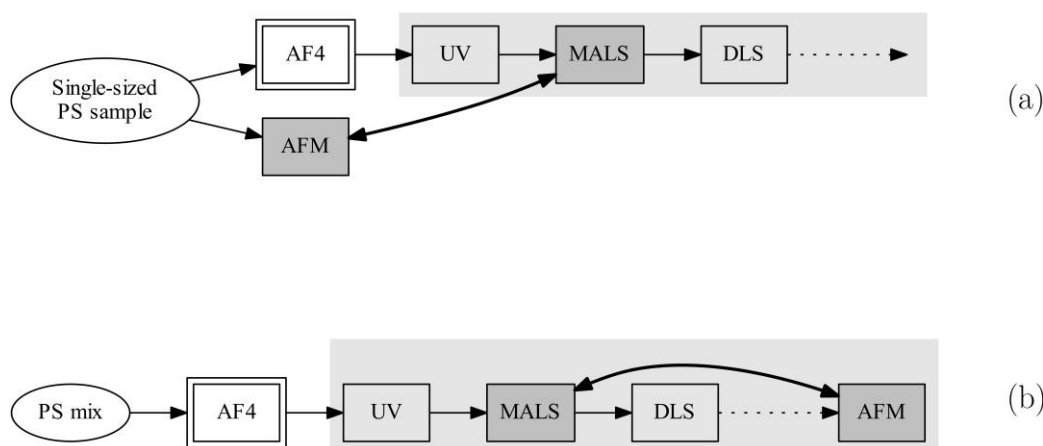 AF4
UV
MALS
DLS
Single-sized
PS sample
(a)
AFM
PS mix
AF4
UV
MALS
DLS
AFM
(b)